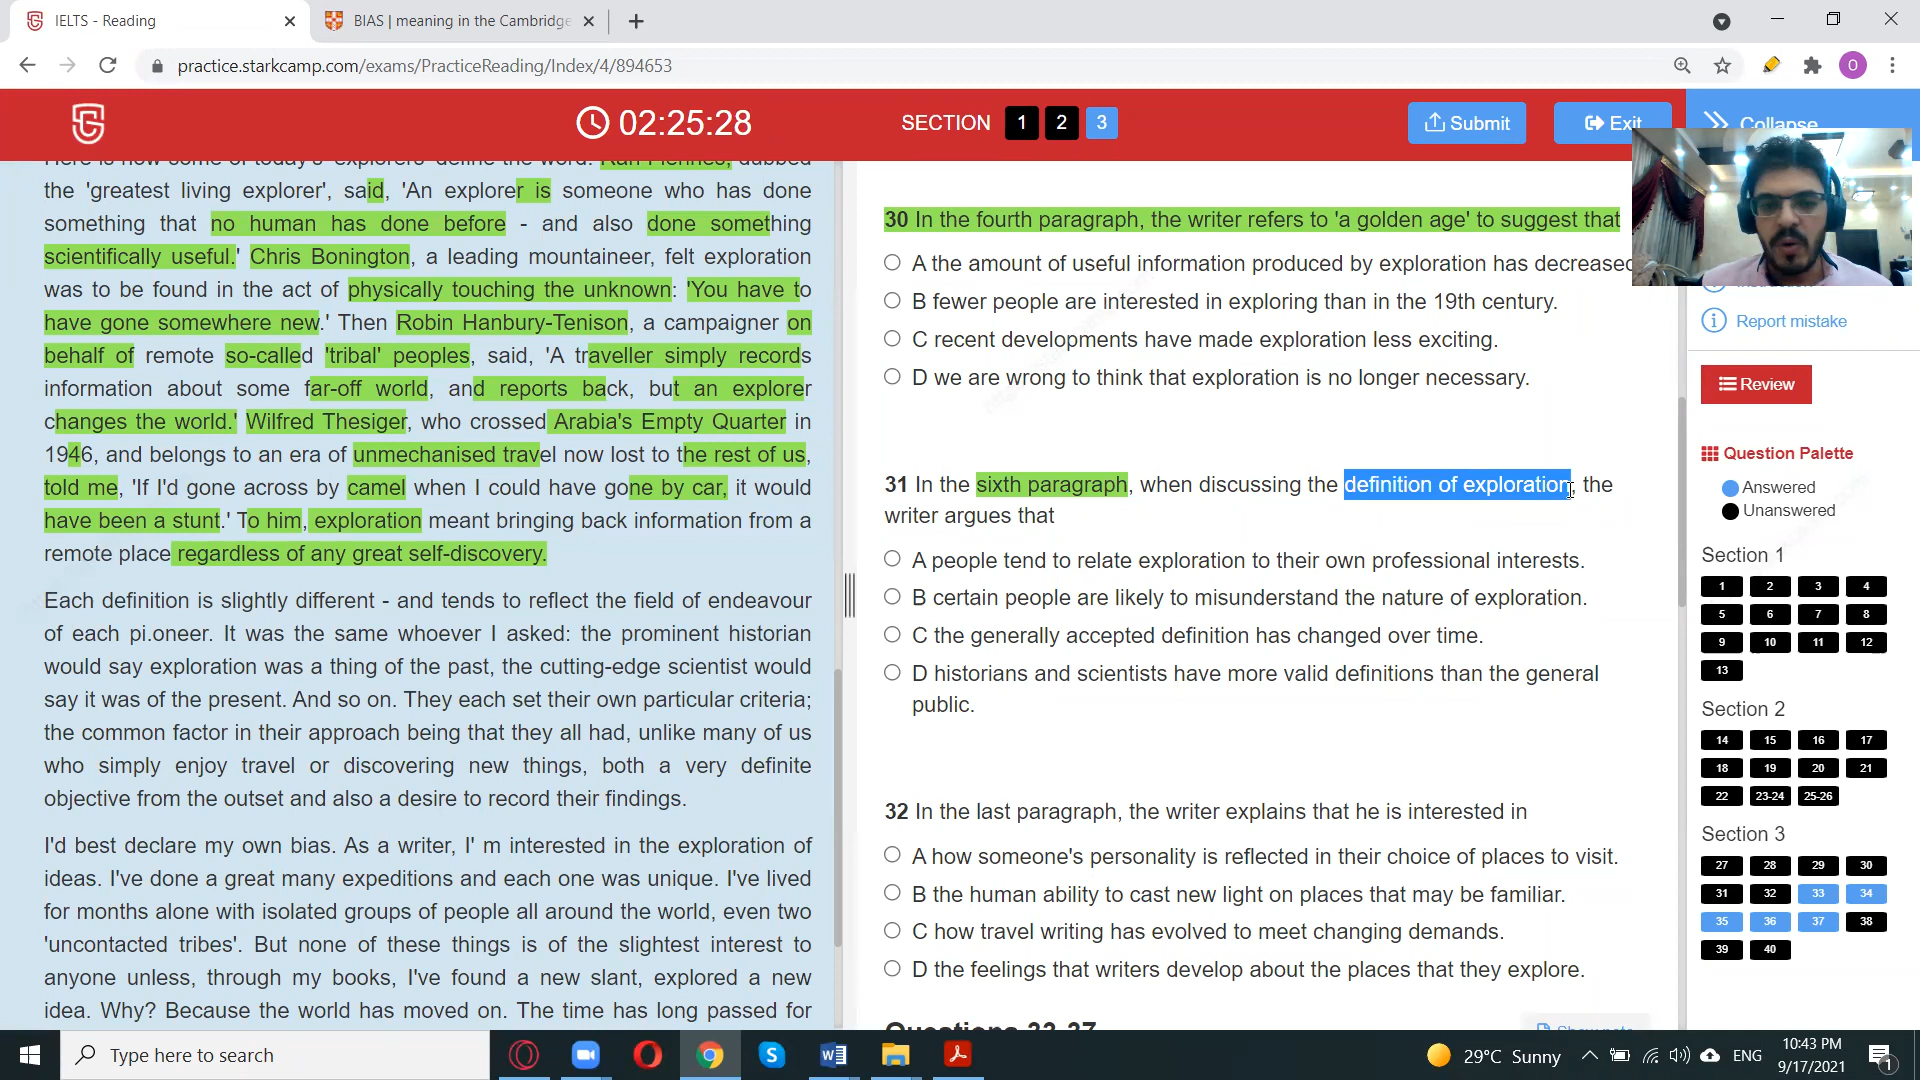 IELTS - Reading
BIAS | meaning in the Cambridge
practice.starkcamp.com/exams/PracticeReading/Index/4/894653
O
02:25:28
SECTION 1 2 3
Submit
Exit
Collapse
the 'greatest living explorer', said, 'An explorer is someone who has done
something that no human has done before - and also done something
scientifically useful.' Chris Bonington, a leading mountaineer, felt exploration
was to be found in the act of physically touching the unknown: 'You have to
have gone somewhere new.' Then Robin Hanbury-Tenison, a campaigner on
behalf of remote so-called 'tribal' peoples, said, 'A traveller simply records
information about some far-off world, and reports back, but an explorer
changes the world.' Wilfred Thesiger, who crossed Arabia's Empty Quarter in
1946, and belongs to an era of unmechanised travel now lost to the rest of us,
told me, 'If I'd gone across by camel when I could have gone by car, it would
have been a stunt.' To him, exploration meant bringing back information from a
remote place regardless of any great self-discovery.
Each definition is slightly different - and tends to reflect the field of endeavour
of each pi.oneer. It was the same whoever I asked: the prominent historian
would say exploration was a thing of the past, the cutting-edge scientist would
say it was of the present. And so on. They each set their own particular criteria;
the common factor in their approach being that they all had, unlike many of us
who simply enjoy travel or discovering new things, both a very definite
objective from the outset and also a desire to record their findings.
I'd best declare my own bias. As a writer, I' m interested in the exploration of
ideas. I've done a great many expeditions and each one was unique. I've lived
for months alone with isolated groups of people all around the world, even two
'uncontacted tribes'. But none of these things is of the slightest interest to
anyone unless, through my books, I've found a new slant, explored a new
idea. Why? Because the world has moved on. The time has long passed for
30 In the fourth paragraph, the writer refers to 'a golden age' to suggest that
A the amount of useful information produced by exploration has decreased
B fewer people are interested in exploring than in the 19th century.
C recent developments have made exploration less exciting.
D we are wrong to think that exploration is no longer necessary.
31 In the sixth paragraph, when discussing the definition of exploration, the
writer argues that
A people tend to relate exploration to their own professional interests.
B certain people are likely to misunderstand the nature of exploration.
C the generally accepted definition has changed over time.
D historians and scientists have more valid definitions than the general
public.
32 In the last paragraph, the writer explains that he is interested in
A how someone's personality is reflected in their choice of places to visit.
B the human ability to cast new light on places that may be familiar.
C how travel writing has evolved to meet changing demands.
D the feelings that writers develop about the places that they explore.
Report mistake
Review
Question Palette
Answered
Unanswered
Section 1
1 2 3 4
5 6 7 8
9 10 11 12
13
Section 2
14 15 16 17
18 19 20 21
22 23-24 25-26
Section 3
27 28 29 30
31 32 33 34
35 36 37 38
39 40
Type here to search
29°C Sunny
ENG
10:43 PM
9/17/2021
1